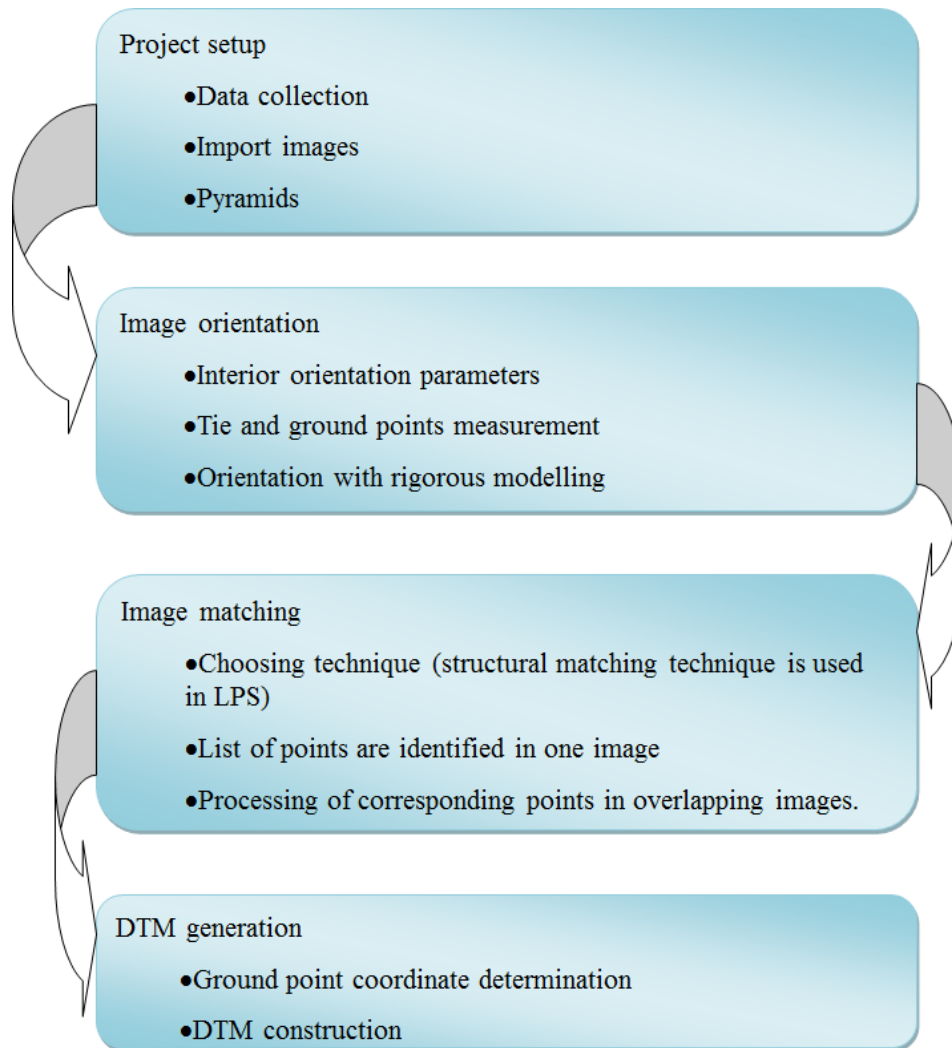 Project setup
•Data collection
•Import images
•Pyramids
Image orientation
•Interior orientation parameters
•Tie and ground points measurement
•Orientation with rigorous modelling
Image matching
•Choosing technique (structural matching technique is used
in LPS)
•List of points are identified in one image
•Processing of corresponding points in overlapping images.
DTM generation
•Ground point coordinate determination
•DTM construction